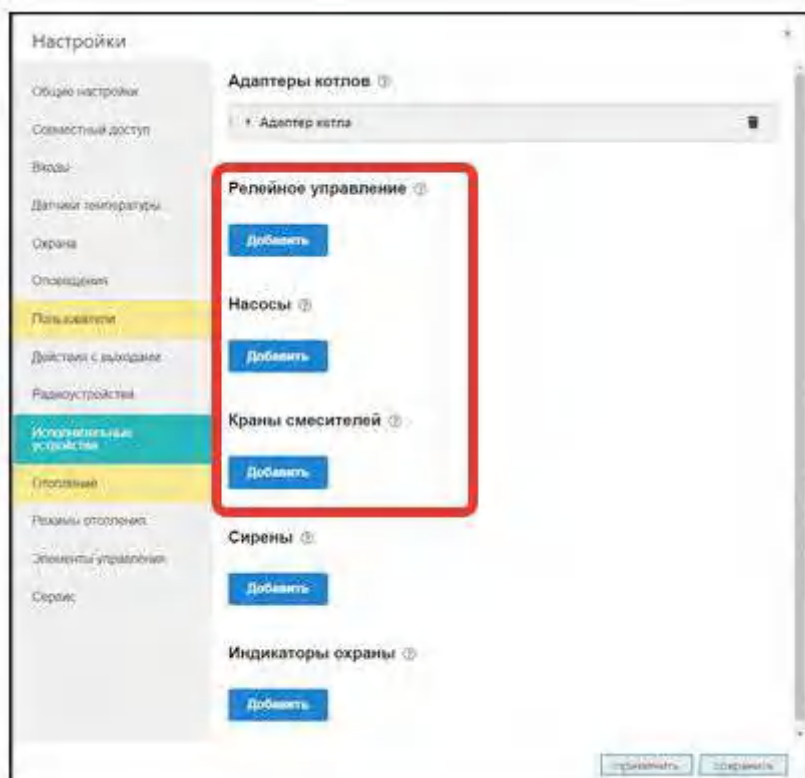 Настройки
Общие настройки
Совместный доступ
Входы
Датчики температуры
Охрана
Оповещения
Пользователи
Действия с выходами
Радиоустройства
Исполнительные
устройства
Отопление
Режимы отопления
Элементы управления
Сервис
Адаптеры котлов
Адаптер котла
Релейное управление
Добавить
Насосы
Добавить
Краны смесителей
Добавить
Сирены
Добавить
Индикаторы охраны
Добавить
применить
сохранить